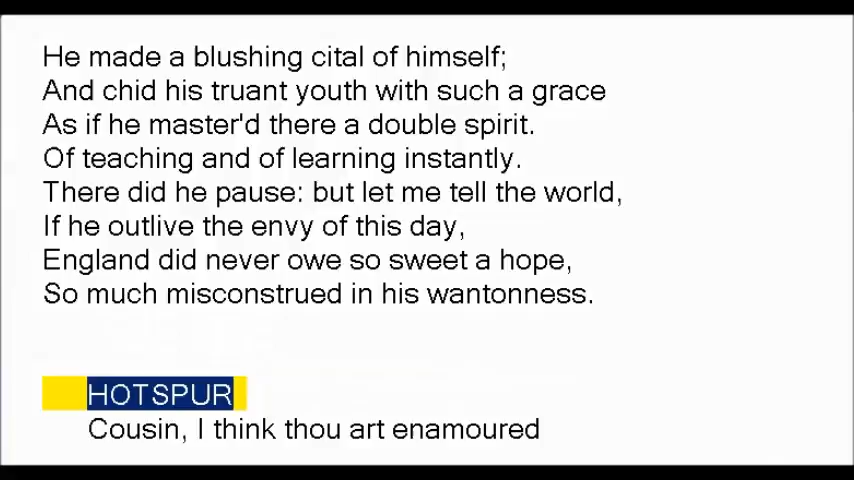 He made a blushing cital of himself;
And chid his truant youth with such a grace
As if he master'd there a double spirit.
Of teaching and of learning instantly.
There did he pause: but let me tell the world,
If he outlive the envy of this day,
England did never owe so sweet a hope,
So much misconstrued in his wantonness.
HOTSPUR
Cousin, I think thou art enamoured